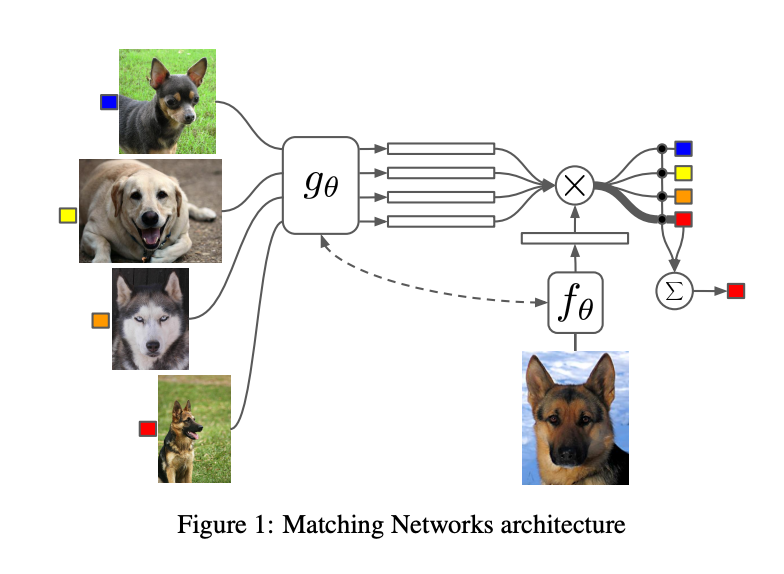 gθ
fθ
Σ
Figure 1: Matching Networks architecture